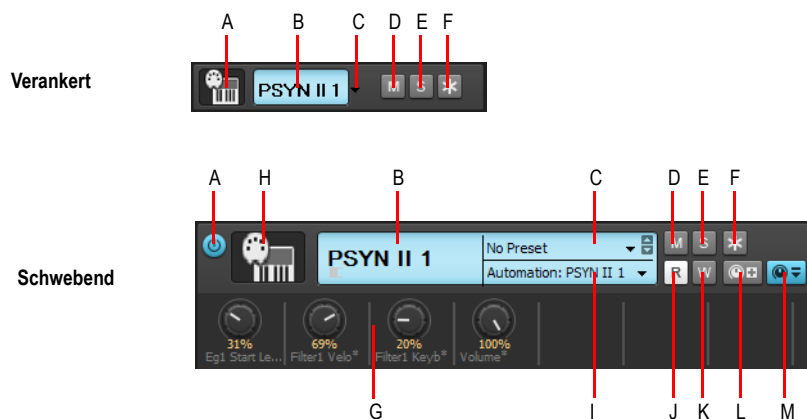 A B C D E F
Verankert
PSYN II 1 M S
A H B C D E F
No Preset M S
PSYN II 1
Automation: PSYN II 1 R W
Schwebend
31% 69% 20% 100%
Eg1 Start Le... Filter1 Velo* Filter1 Keyb* Volume*
G I J K L M